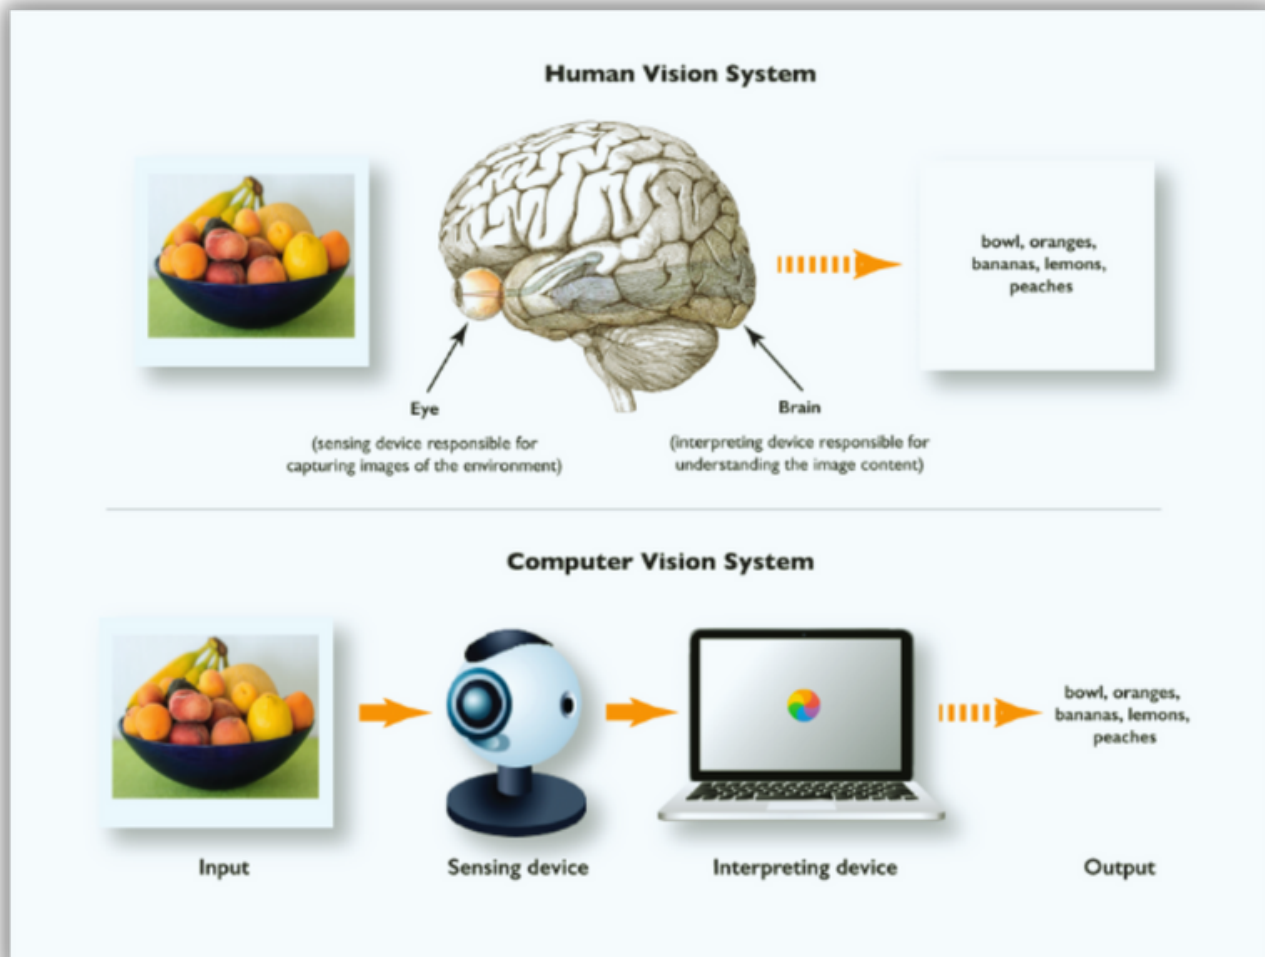 Human Vision System
bowl, oranges,
bananas, lemons,
peaches
Eye
(sensing device responsible for
capturing images of the environment)
Brain
(interpreting device responsible for
understanding the image content)
Computer Vision System
bowl, oranges,
bananas, lemons,
peaches
Input
Sensing device
Interpreting device
Output